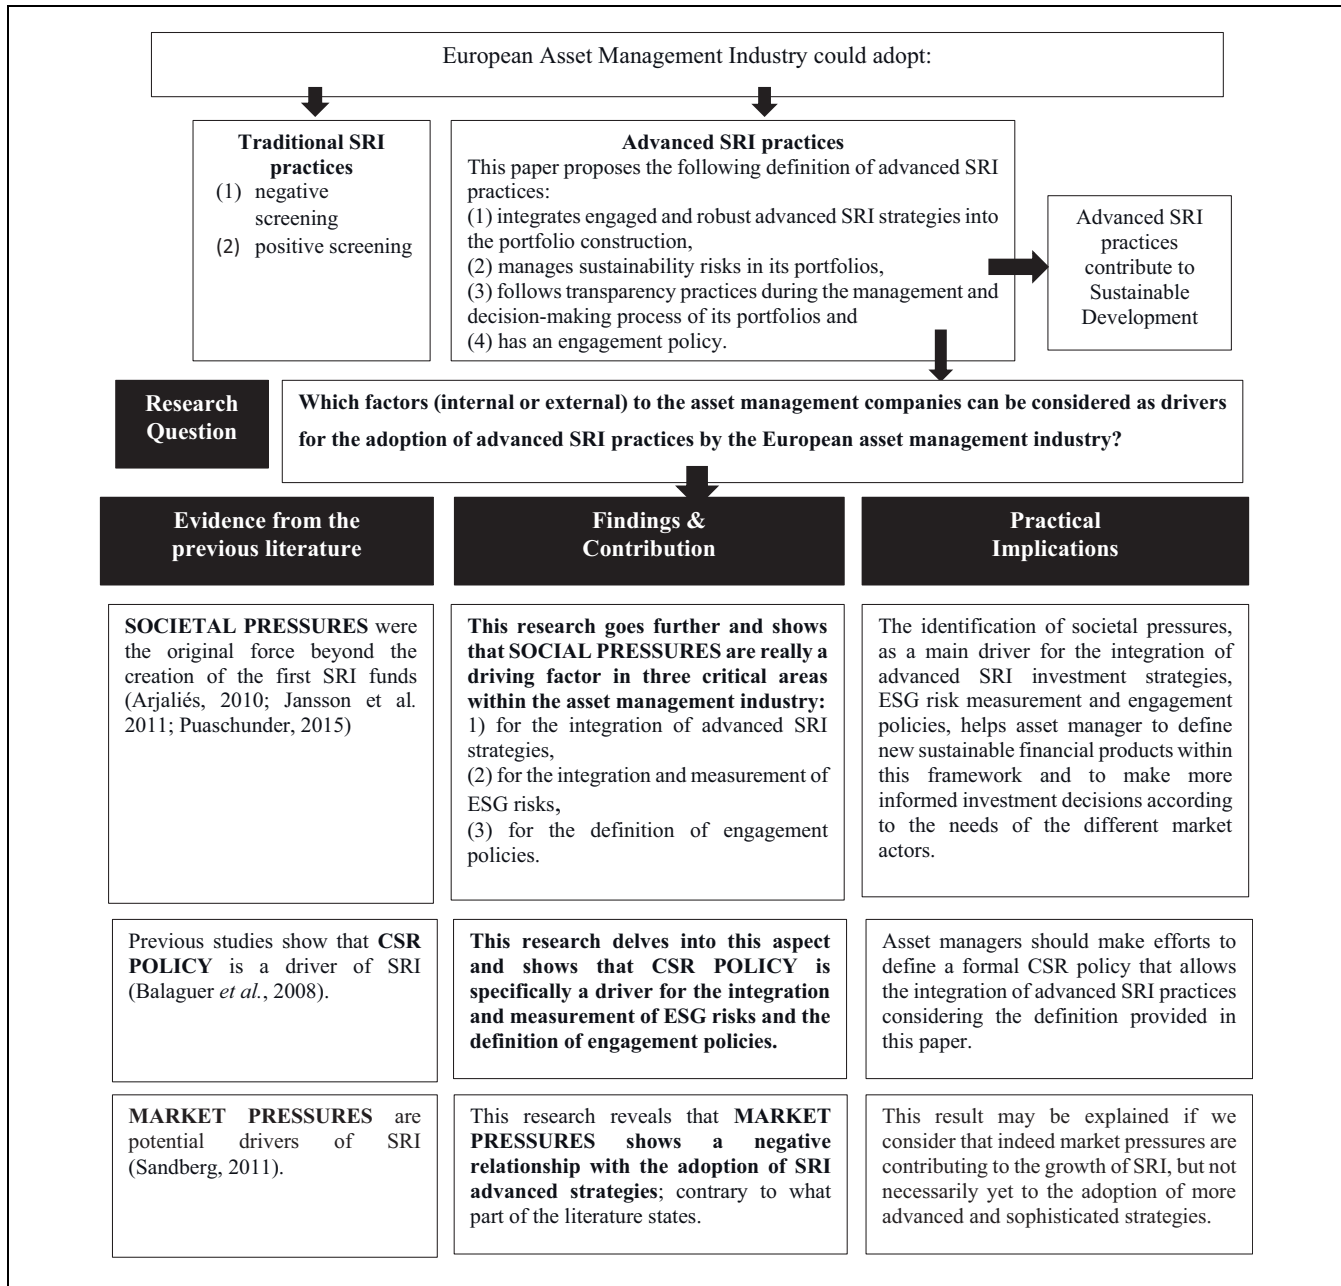 European Asset Management Industry could adopt:
Traditional SRI
practices
(1) negative
screening
(2) positive screening
Advanced SRI practices
This paper proposes the following definition of advanced SRI
practices:
(1) integrates engaged and robust advanced SRI strategies into
the portfolio construction,
(2) manages sustainability risks in its portfolios,
(3) follows transparency practices during the management and
decision-making process of its portfolios and
(4) has an engagement policy.
Advanced SRI
practices
contribute to
Sustainable
Development
Research
Question
Which factors (internal or external) to the asset management companies can be considered as drivers
for the adoption of advanced SRI practices by the European asset management industry?
Evidence from the
previous literature
Findings &
Contribution
Practical
Implications
SOCIETAL PRESSURES were
the original force beyond the
creation of the first SRI funds
(Arjaliés, 2010; Jansson et al.
2011; Puaschunder, 2015)
This research goes further and shows
that SOCIAL PRESSURES are really a
driving factor in three critical areas
within the asset management industry:
1) for the integration of advanced SRI
strategies,
(2) for the integration and measurement of
ESG risks,
(3) for the definition of engagement
policies.
The identification of societal pressures,
as a main driver for the integration of
advanced SRI investment strategies,
ESG risk measurement and engagement
policies, helps asset manager to define
new sustainable financial products within
this framework and to make more
informed investment decisions according
to the needs of the different market
actors.
Previous studies show that CSR
POLICY is a driver of SRI
(Balaguer et al., 2008).
This research delves into this aspect
and shows that CSR POLICY is
specifically a driver for the integration
and measurement of ESG risks and the
definition of engagement policies.
Asset managers should make efforts to
define a formal CSR policy that allows
the integration of advanced SRI practices
considering the definition provided in
this paper.
MARKET PRESSURES are
potential drivers of SRI
(Sandberg, 2011).
This research reveals that MARKET
PRESSURES shows a negative
relationship with the adoption of SRI
advanced strategies; contrary to what
part of the literature states.
This result may be explained if we
consider that indeed market pressures are
contributing to the growth of SRI, but not
necessarily yet to the adoption of more
advanced and sophisticated strategies.